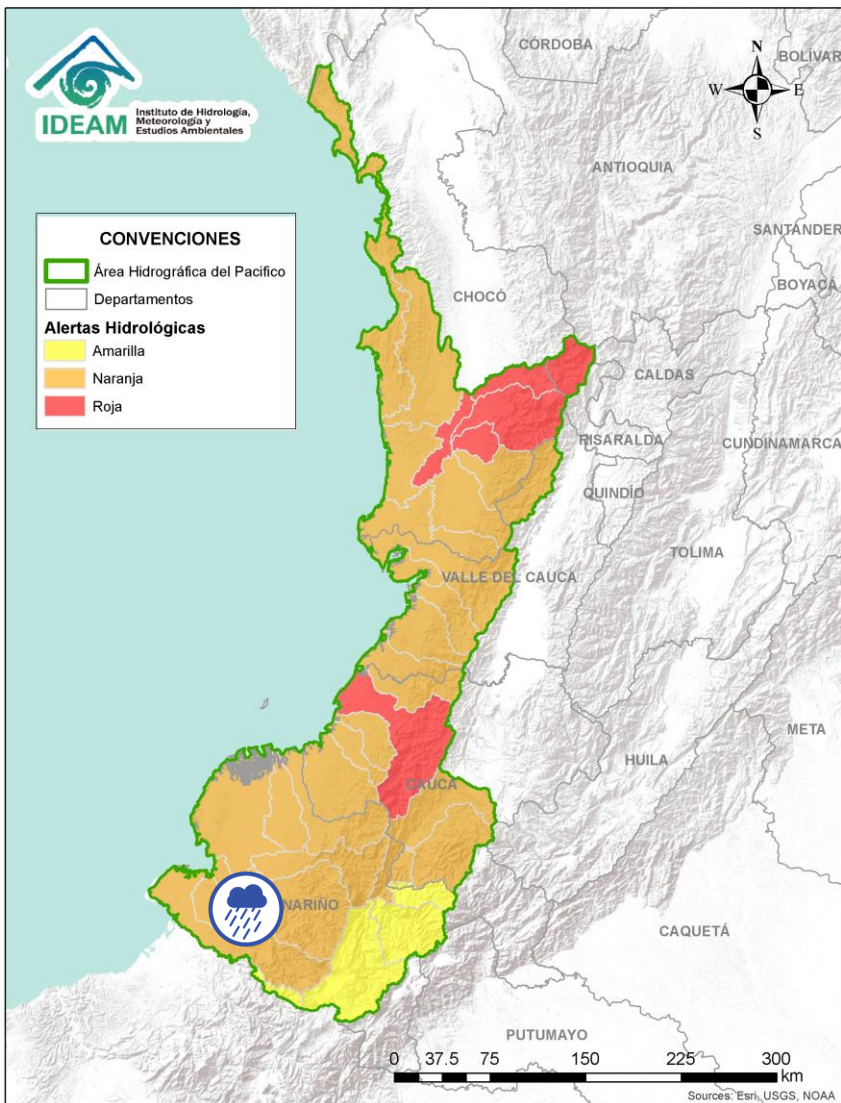 IDEAM
Instituto de Hidrología,
Meteorología y
Estudios Ambientales
CÓRDOBA
BOLÍVAR
N
W
E
S
ANTIOQUIA
SANTANDER
BOYACÁ
CONVENCIONES
Área Hidrográfica del Pacifico
Departamentos
Alertas Hidrológicas
Amarilla
Naranja
Roja
CHOCÓ
CALDAS
RISARALDA
CUNDINAMARCA
QUINDÍO
TOLIMA
VALLE DEL CAUCA
META
HUILA
CAUCA
NARIÑO
CAQUETÁ
PUTUMAYO
0 37.5 75 150 225 300
km
Sources: Esri, USGS, NOAA